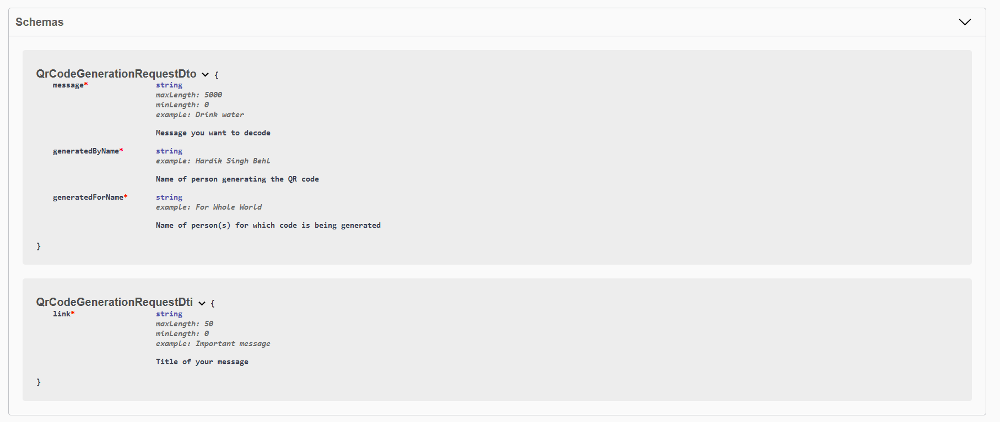 Schemas
QrCodeGenerationRequestDto {
message* string
maxLength: 5000
minLength: 0
example: Drink water
Message you want to decode
generatedByName* string
example: Hardik Singh Behl
Name of person generating the QR code
generatedForName* string
example: For Whole World
Name of person(s) for which code is being generated
}
QrCodeGenerationRequestDti {
link* string
maxLength: 50
minLength: 0
example: Important message
Title of your message
}